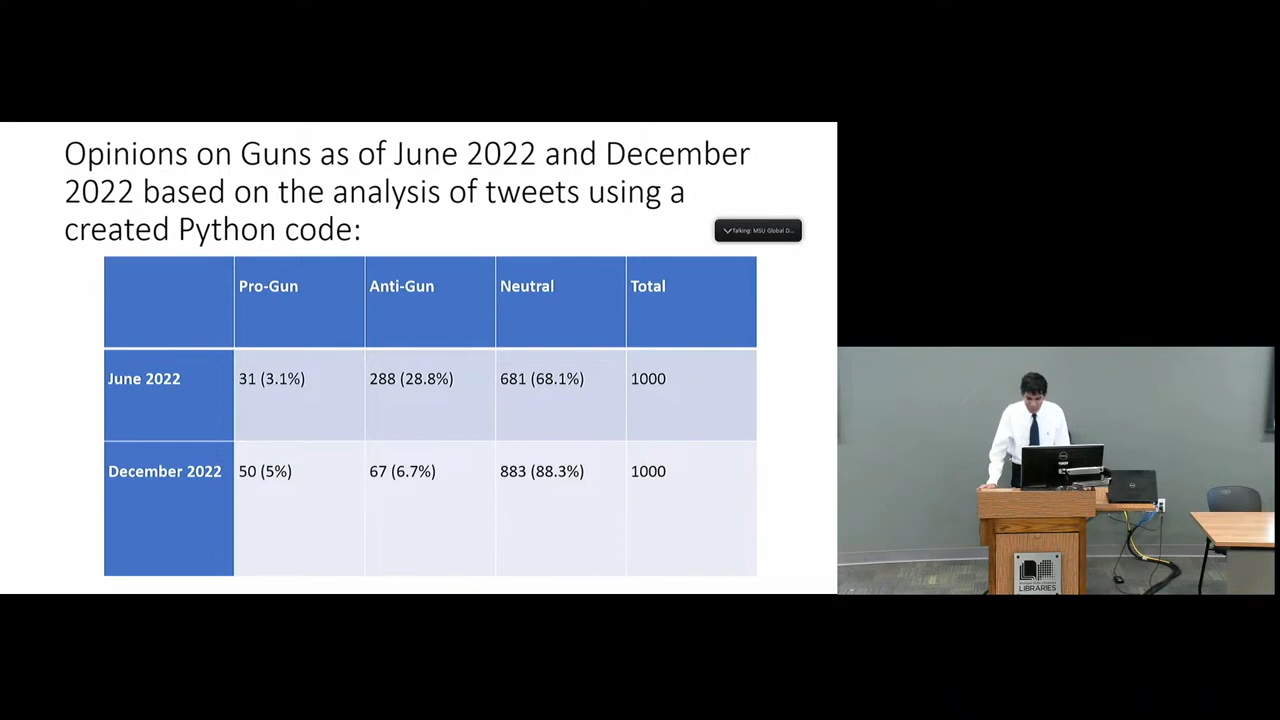 Opinions on Guns as of June 2022 and December
2022 based on the analysis of tweets using a
created Python code:
Talking: MSU Global D...
Pro-Gun Anti-Gun Neutral Total
June 2022 31 (3.1%) 288 (28.8%) 681 (68.1%) 1000
December 2022 50 (5%) 67 (6.7%) 883 (88.3%) 1000
LIBRARIES